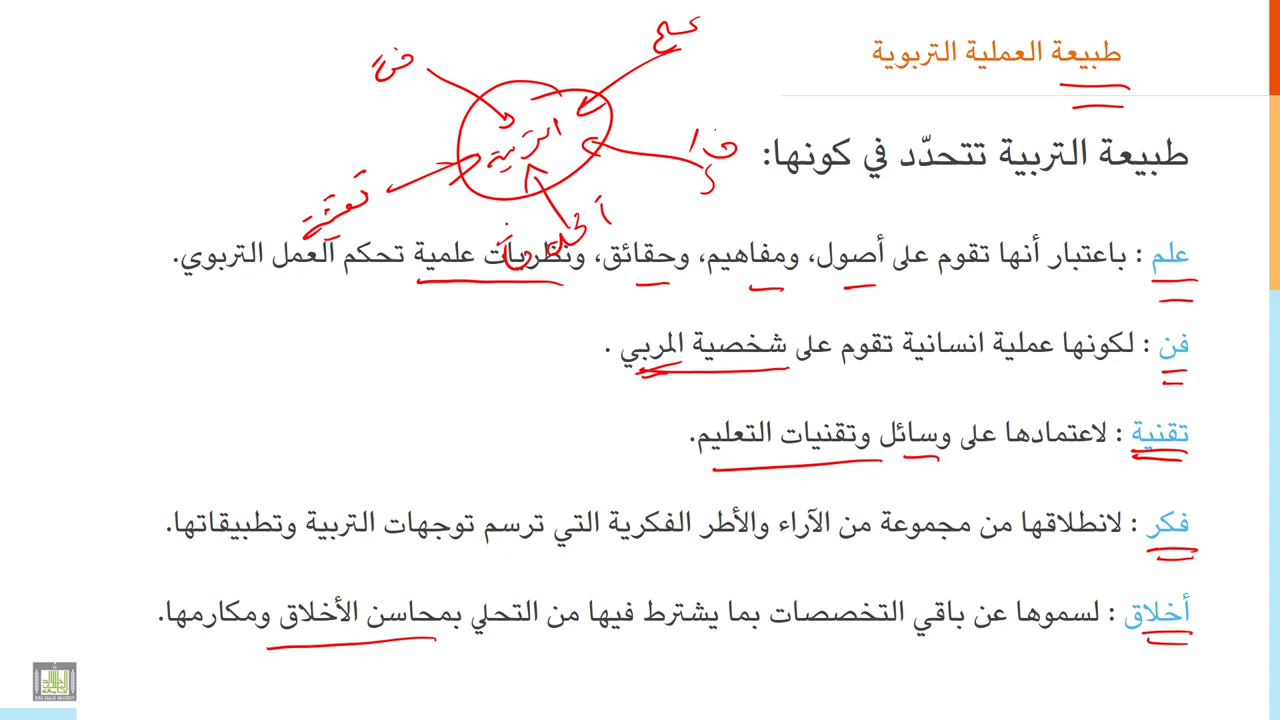 طبيعة العملية التربوية
علم
فن
التربية
تقنية
طبيعة التربية تتحدّد في كونها:
علم : باعتبار أنها تقوم على أصول، ومفاهيم، وحقائق، ونظريات علمية تحكم العمل التربوي.
فن : لكونها عملية انسانية تقوم على شخصية المربي .
تقنية : لاعتمادها على وسائل وتقنيات التعليم.
فكر : لانطلاقها من مجموعة من الآراء والأطر الفكرية التي ترسم توجهات التربية وتطبيقاتها.
أخلاق : لسموها عن باقي التخصصات بما يشترط فيها من التحلي بمحاسن الأخلاق ومكارمها.
KING KHALID UNIVERSITY